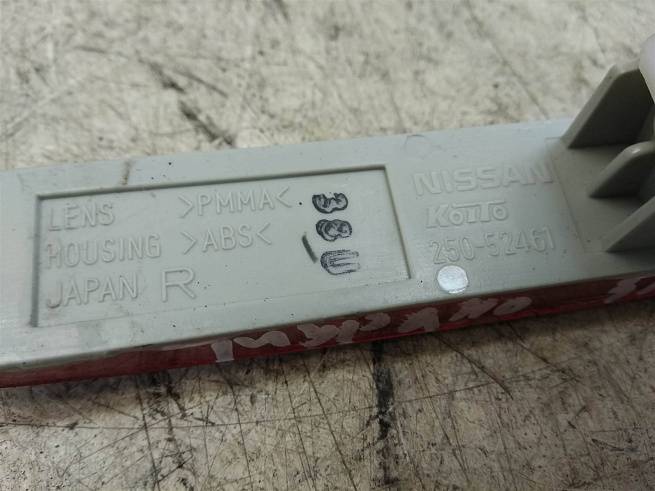 LENS >PMMA<
HOUSING >ABS<
JAPAN R
NISSAN
KOITO
250-52461